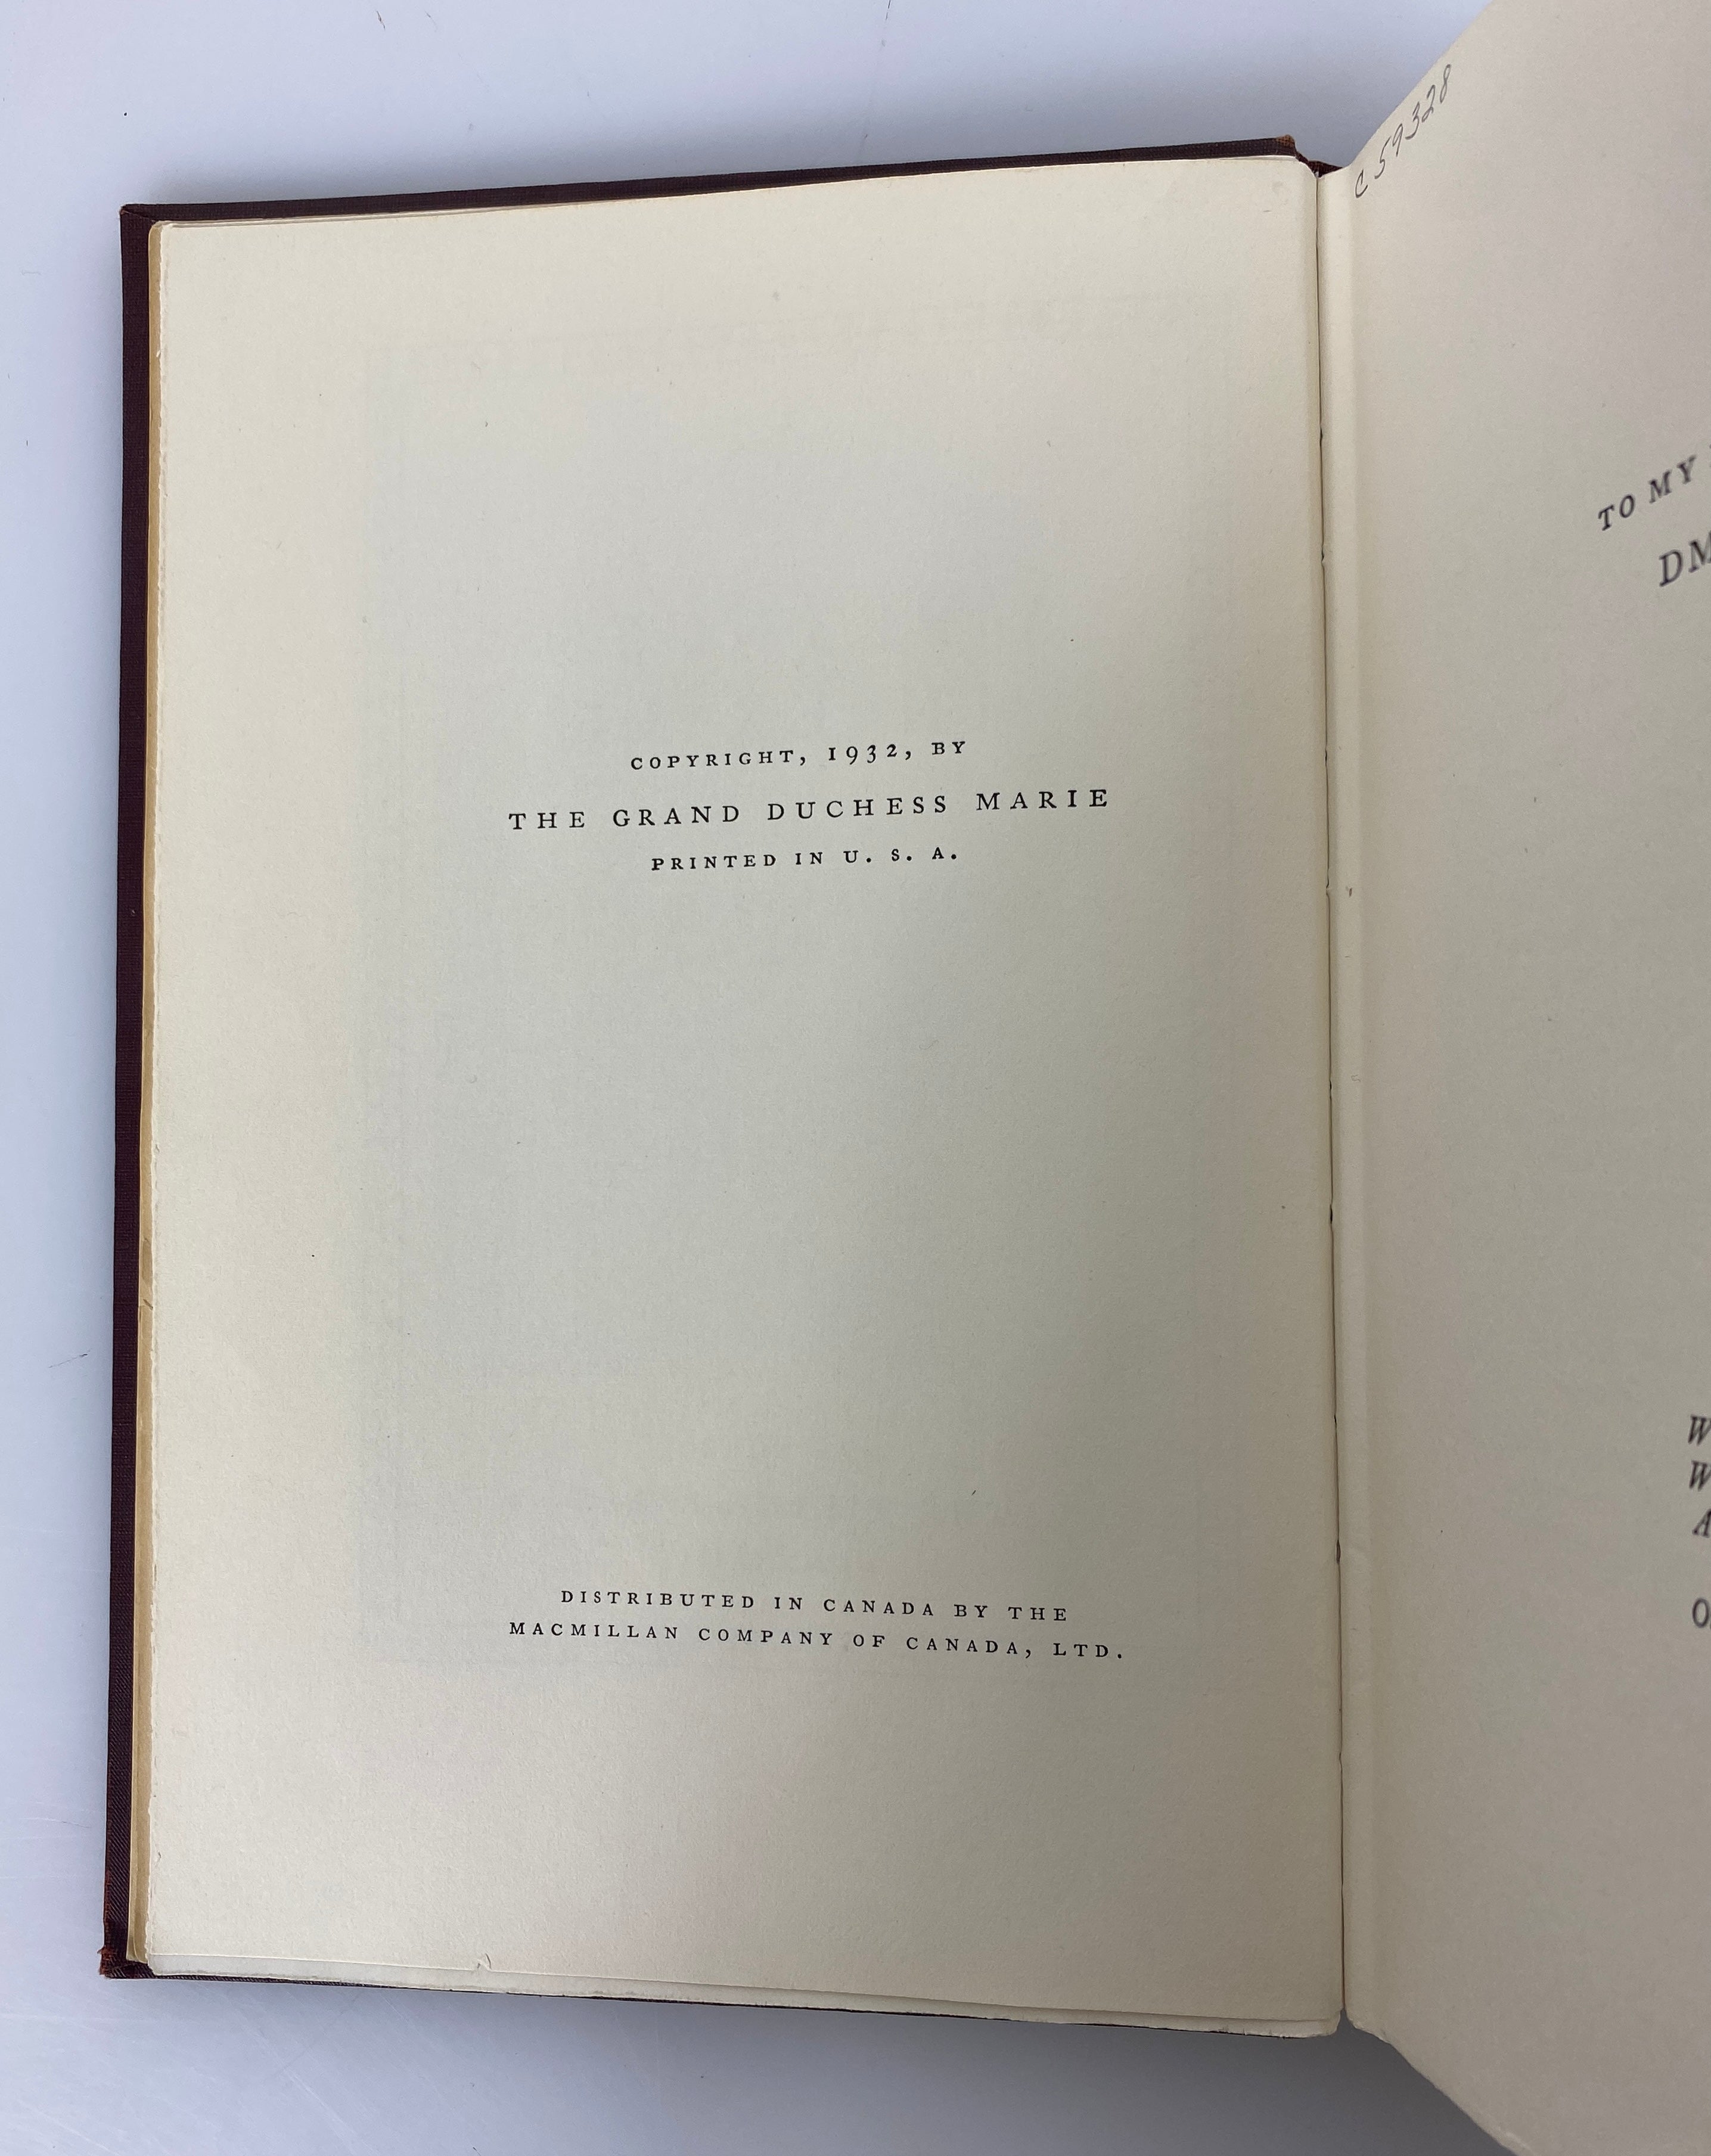 COPYRIGHT, 1932, BY
THE GRAND DUCHESS MARIE
PRINTED IN U. S. A.
DISTRIBUTED IN CANADA BY THE
MACMILLAN COMPANY OF CANADA, LTD.
C59328
TO MY
DM
W
W
A
O